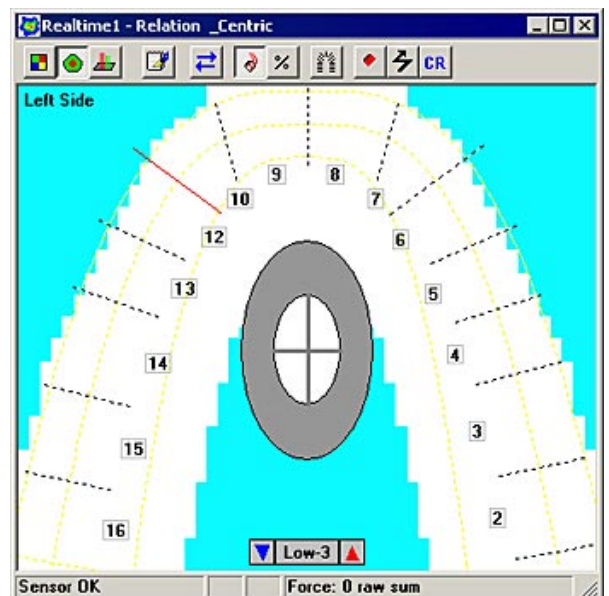 Realtime1 - Relation _Centric
% CR
Left Side
9 8
10 7
12 6
13 5
14 4
15 3
16 2
Low-3
Sensor OK Force: 0 raw sum